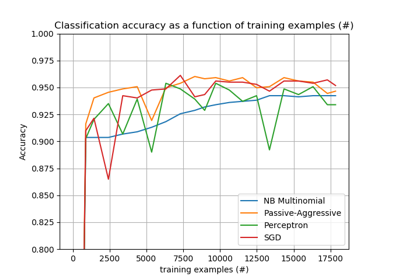 Classification accuracy as a function of training examples (#)
1.000
0.975
0.950
0.925
0.900
0.875
0.850
0.825
0.800
Accuracy
NB Multinomial
Passive-Aggressive
Perceptron
SGD
0 2500 5000 7500 10000 12500 15000 17500
training examples (#)